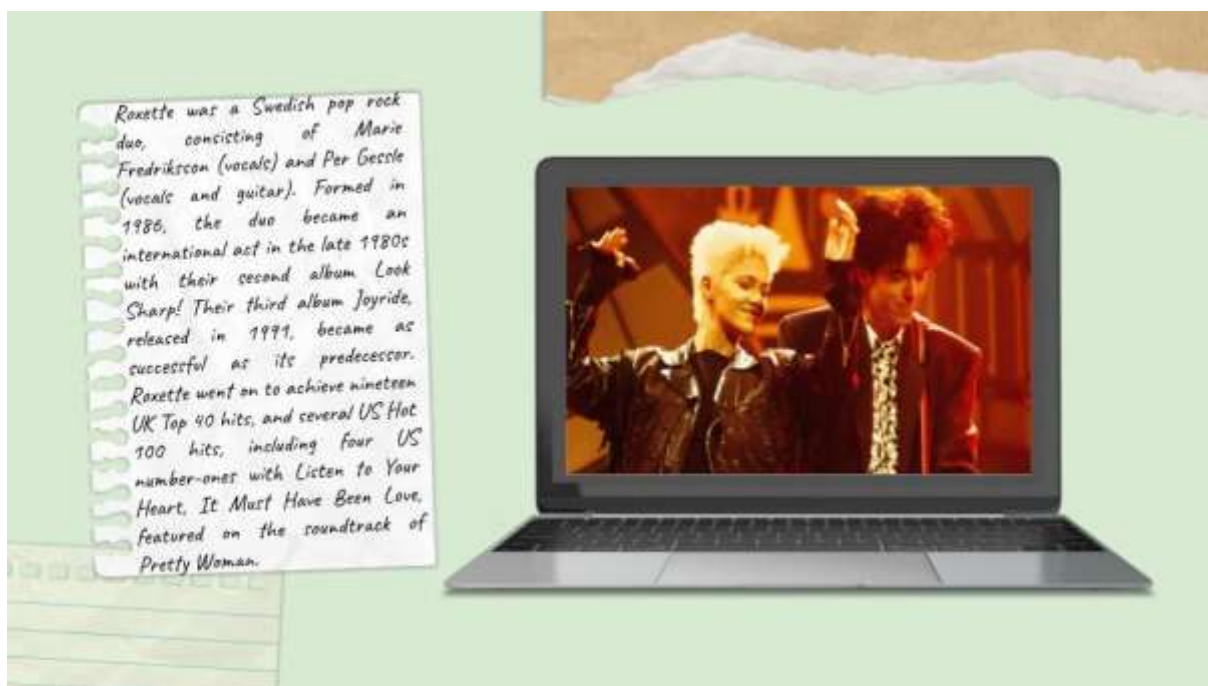 Roxette was a Swedish pop rock
duo, consisting of Marie
Fredriksson (vocals) and Per Gessle
(vocals and guitar). Formed in
1986, the duo became an
international act in the late 1980s
with their second album Look
Sharp! Their third album Joyride,
released in 1991, became as
successful as its predecessor.
Roxette went on to achieve nineteen
UK Top 40 hits, and several US Hot
100 hits, including four US
number-ones with Listen to Your
Heart, It Must Have Been Love,
featured on the soundtrack of
Pretty Woman.